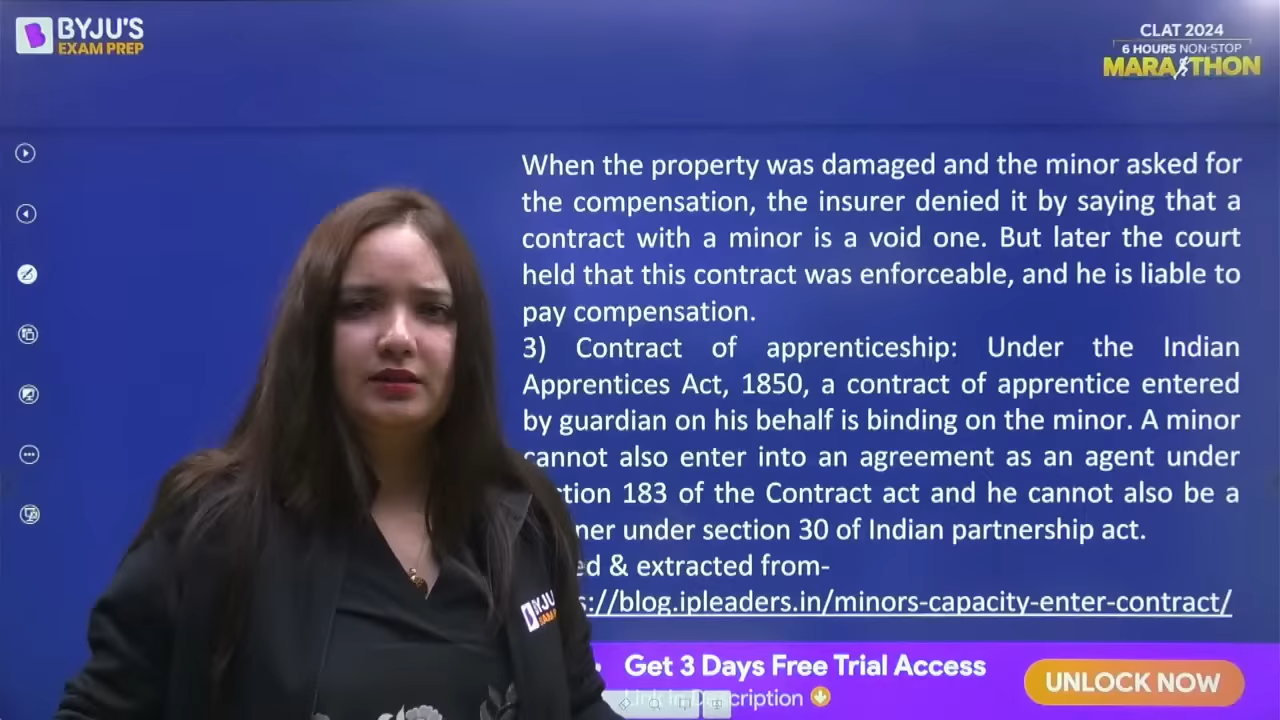 BYJU'S
EXAM PREP
CLAT 2024
6 HOURS NON-STOP
MARATHON
When the property was damaged and the minor asked for
the compensation, the insurer denied it by saying that a
contract with a minor is a void one. But later the court
held that this contract was enforceable, and he is liable to
pay compensation.
3) Contract of apprenticeship: Under the Indian
Apprentices Act, 1850, a contract of apprentice entered
by guardian on his behalf is binding on the minor. A minor
cannot also enter into an agreement as an agent under
183 of the Contract act and he cannot also be a
under section 30 of Indian partnership act.
& extracted from-
://blog.ipleaders.in/minors-capacity-enter-contract/
BYJU
Get 3 Days Free Trial Access
Link In Description
UNLOCK NOW